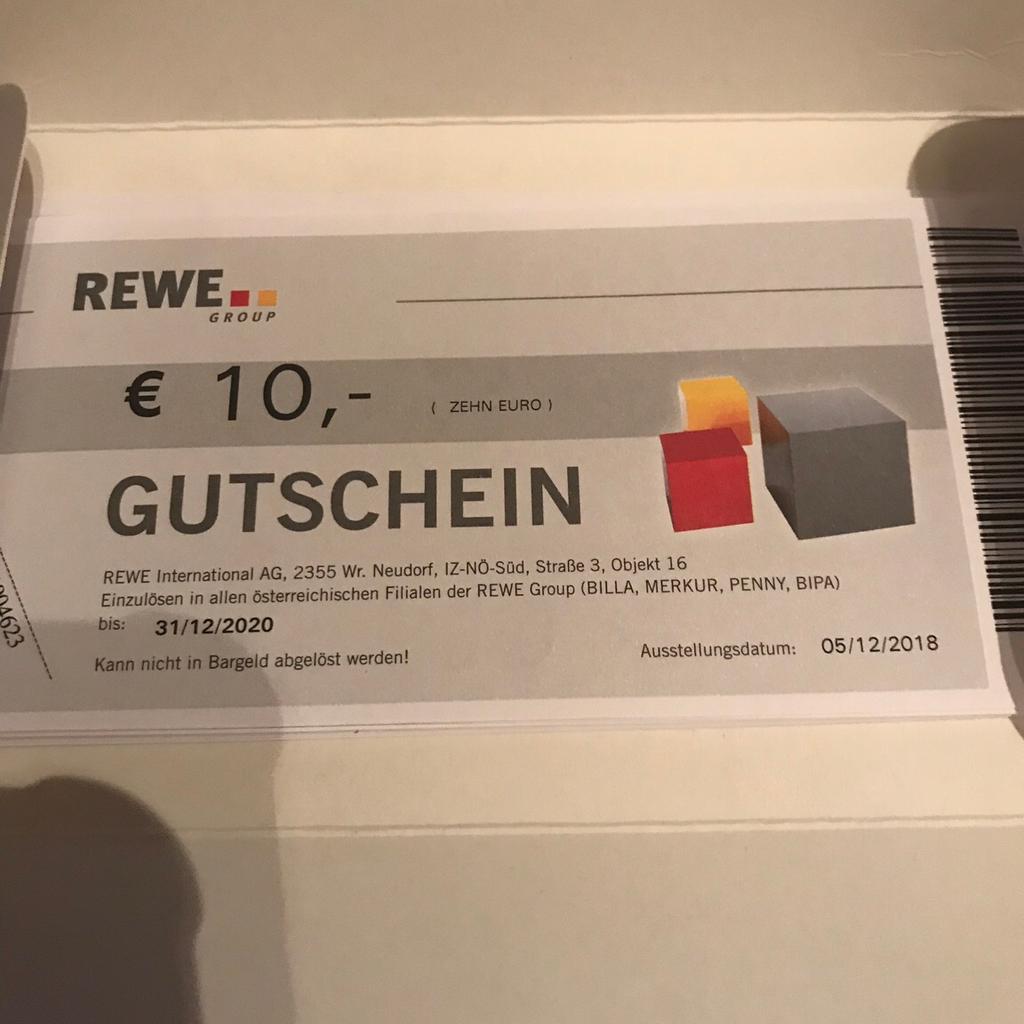 REWE
GROUP
€ 10,- ( ZEHN EURO )
GUTSCHEIN
REWE International AG, 2355 Wr. Neudorf, IZ-NÖ-Süd, Straße 3, Objekt 16
Einzulösen in allen österreichischen Filialen der REWE Group (BILLA, MERKUR, PENNY, BIPA)
bis: 31/12/2020
Kann nicht in Bargeld abgelöst werden!
Ausstellungsdatum: 05/12/2018